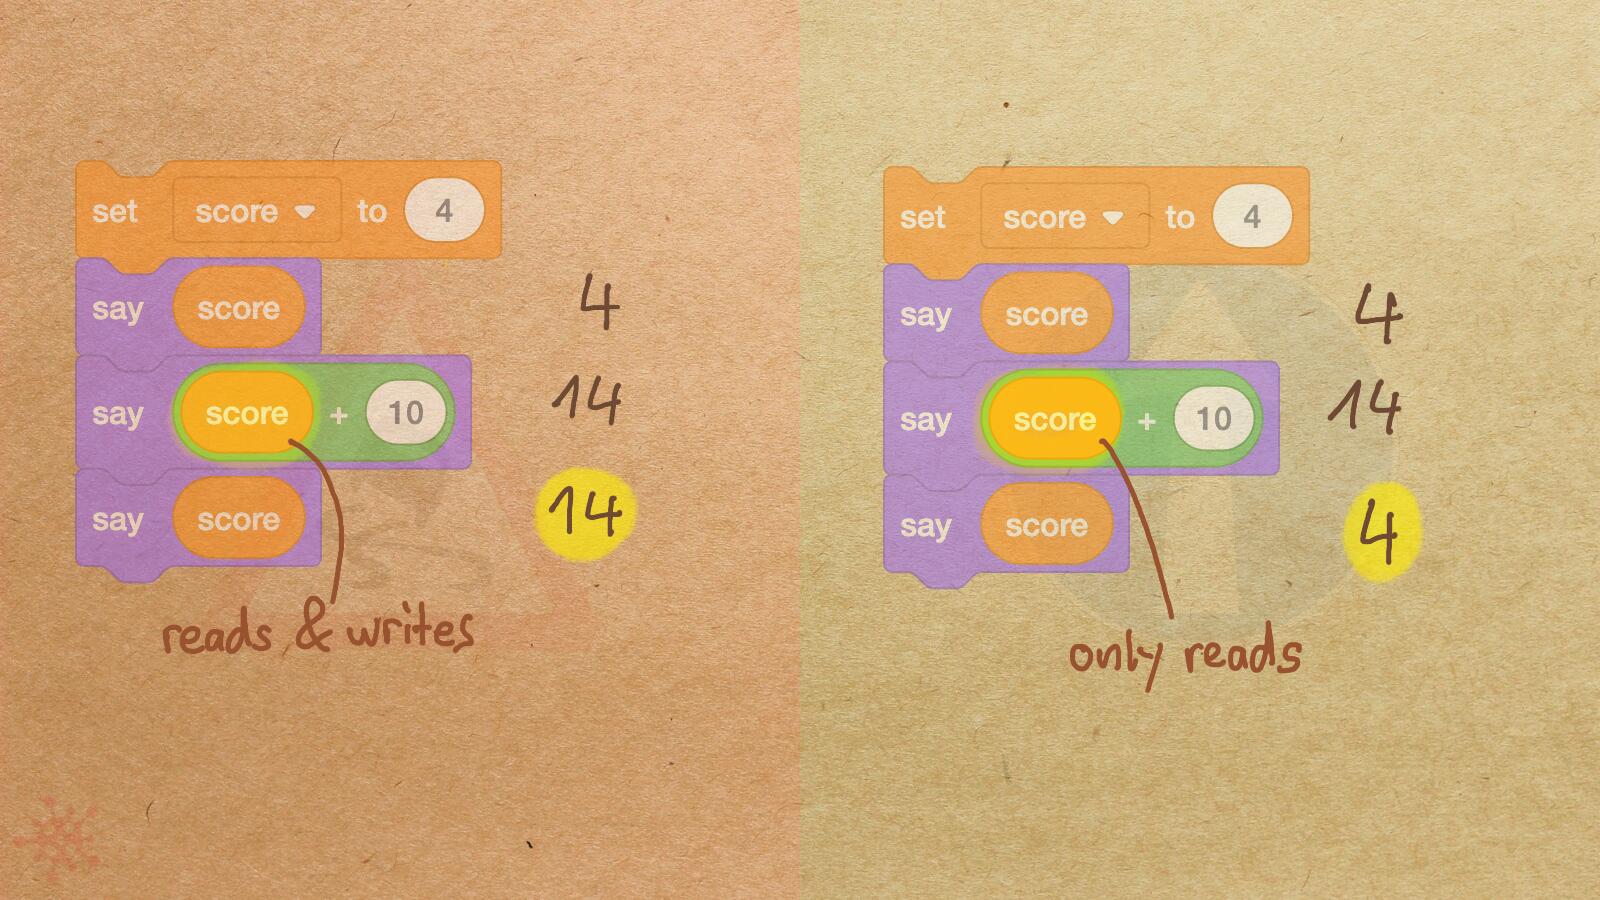 set score to 4
say score
say score + 10
say score
4
14
14
reads & writes
set score to 4
say score
say score + 10
say score
4
14
4
only reads